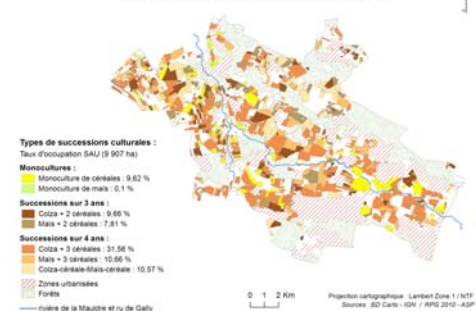 Types de successions culturales :
Taux d'occupation SAU (9 907 ha)
Monocultures :
Monoculture de céréales : 9,62 %
Monoculture de maïs : 0,1 %
Successions sur 3 ans :
Colza + 2 céréales : 9,66 %
Maïs + 2 céréales : 7,81 %
Successions sur 4 ans :
Colza + 3 céréales : 31,56 %
Maïs + 3 céréales : 10,66 %
Colza-céréale-Maïs-céréale : 10,57 %
Zones urbanisées
Forêts
rivière de la Mauldre et ru de Gally
0 1 2 Km
Projection cartographique : Lambert Zone 1 / NTF
Sources : BD Carto - IGN / RPG 2010 - ASP